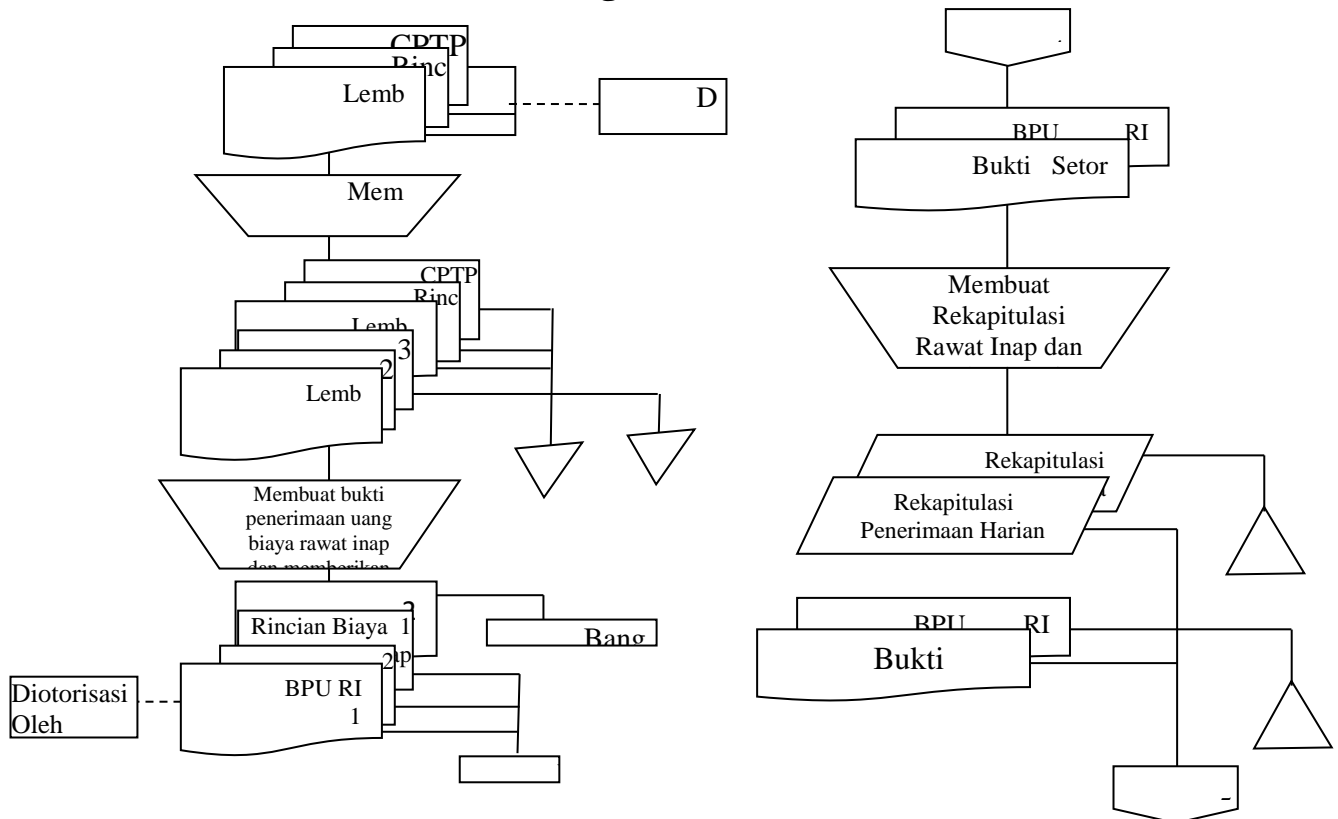 CPTP
Rinc
Lemb
D
Mem
CPTP
Rinc
Lemb
3
2
Lemb
Membuat bukti
penerimaan uang
biaya rawat inap
dan memberikan
2
Rincian Biaya 1
2
BPU RI
1
Bang
Diotorisasi
Oleh
BPU RI
Bukti Setor
Membuat
Rekapitulasi
Rawat Inap dan
Rekapitulasi
Rekapitulasi
Penerimaan Harian
BPU RI
Bukti